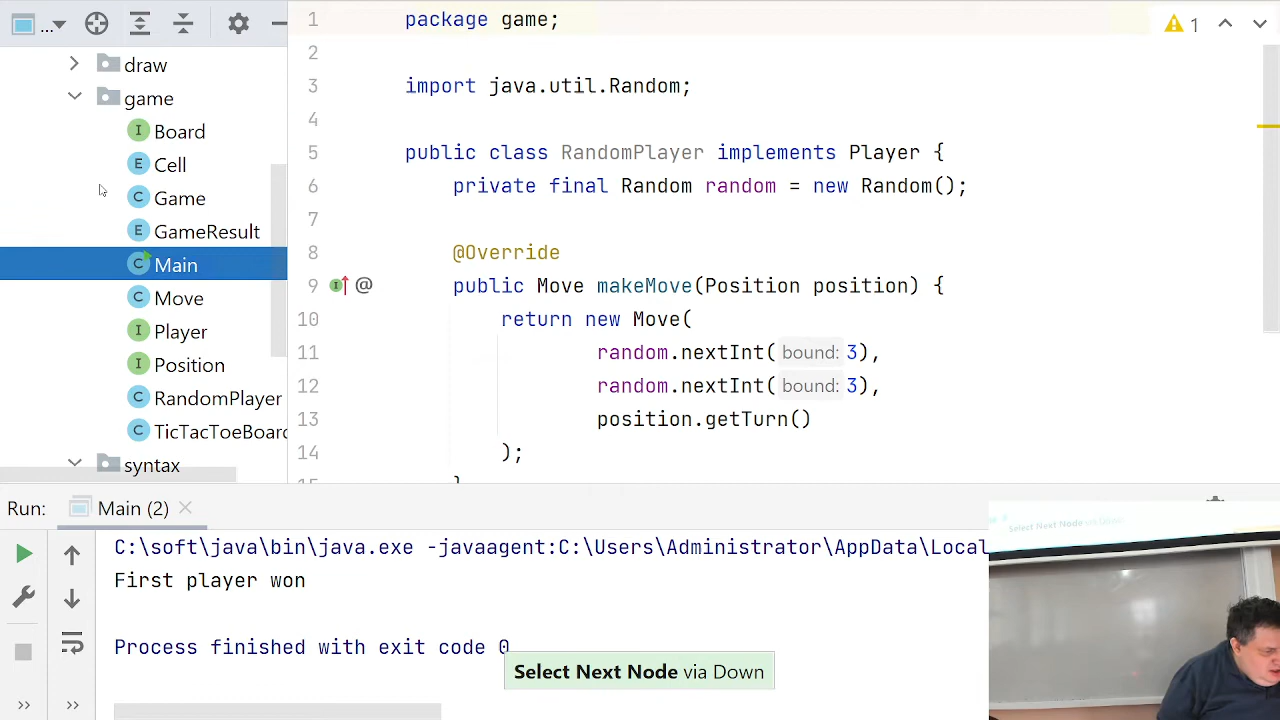 ...
draw
game
Board
Cell
Game
GameResult
Main
Move
Player
Position
RandomPlayer
TicTacToeBoard
syntax
1 package game;
2
3 import java.util.Random;
4
5 public class RandomPlayer implements Player {
6 private final Random random = new Random();
7
8 @Override
9 @ public Move makeMove(Position position) {
10 return new Move(
11 random.nextInt( bound: 3),
12 random.nextInt( bound: 3),
13 position.getTurn()
14 );
15 }
1
Run: Main (2)
C:\soft\java\bin\java.exe -javaagent:C:\Users\Administrator\AppData\Local
First player won
Process finished with exit code 0
Select Next Node via Down
Select Next Node via Down